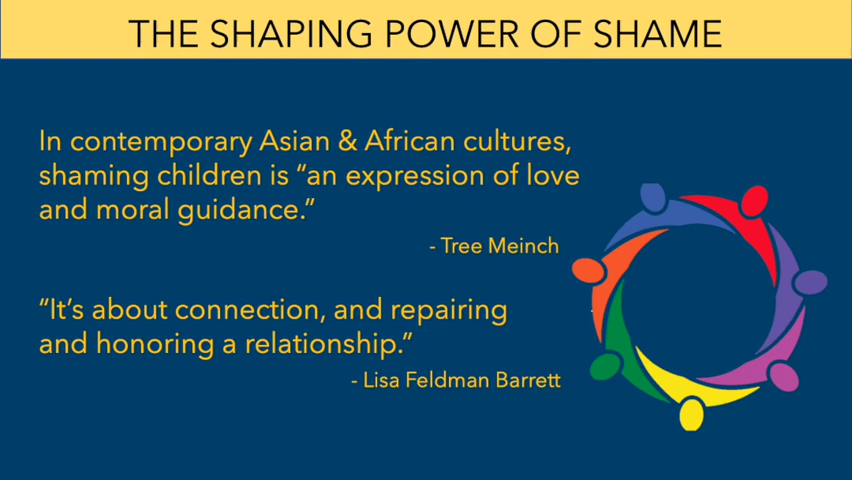 THE SHAPING POWER OF SHAME
In contemporary Asian & African cultures,
shaming children is “an expression of love
and moral guidance.”
- Tree Meinch
“It’s about connection, and repairing
and honoring a relationship.”
- Lisa Feldman Barrett